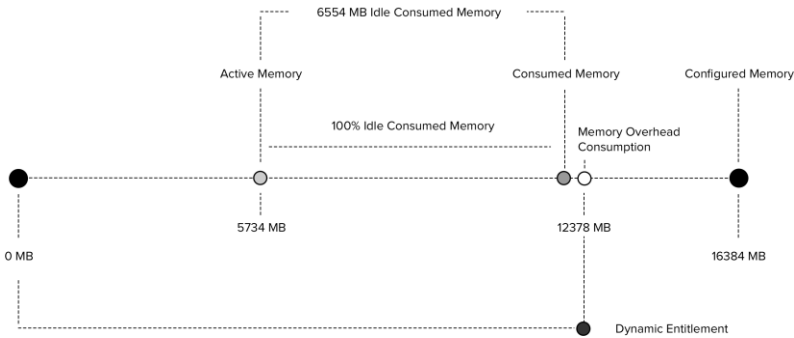 6554 MB Idle Consumed Memory
Active Memory
Consumed Memory
Configured Memory
100% Idle Consumed Memory
Memory Overhead
Consumption
5734 MB
12378 MB
0 MB
16384 MB
Dynamic Entitlement